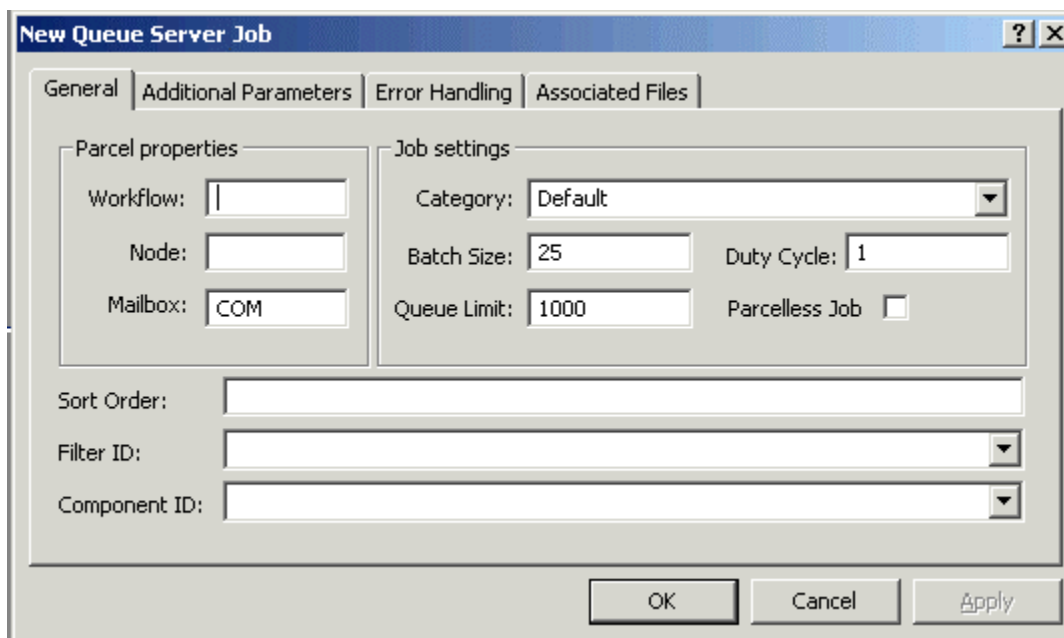 New Queue Server Job
General Additional Parameters Error Handling Associated Files
Parcel properties Job settings
Workflow: Category: Default
Node: Batch Size: 25 Duty Cycle: 1
Mailbox: COM Queue Limit: 1000 Parcelless Job
Sort Order:
Filter ID:
Component ID:
OK Cancel Apply